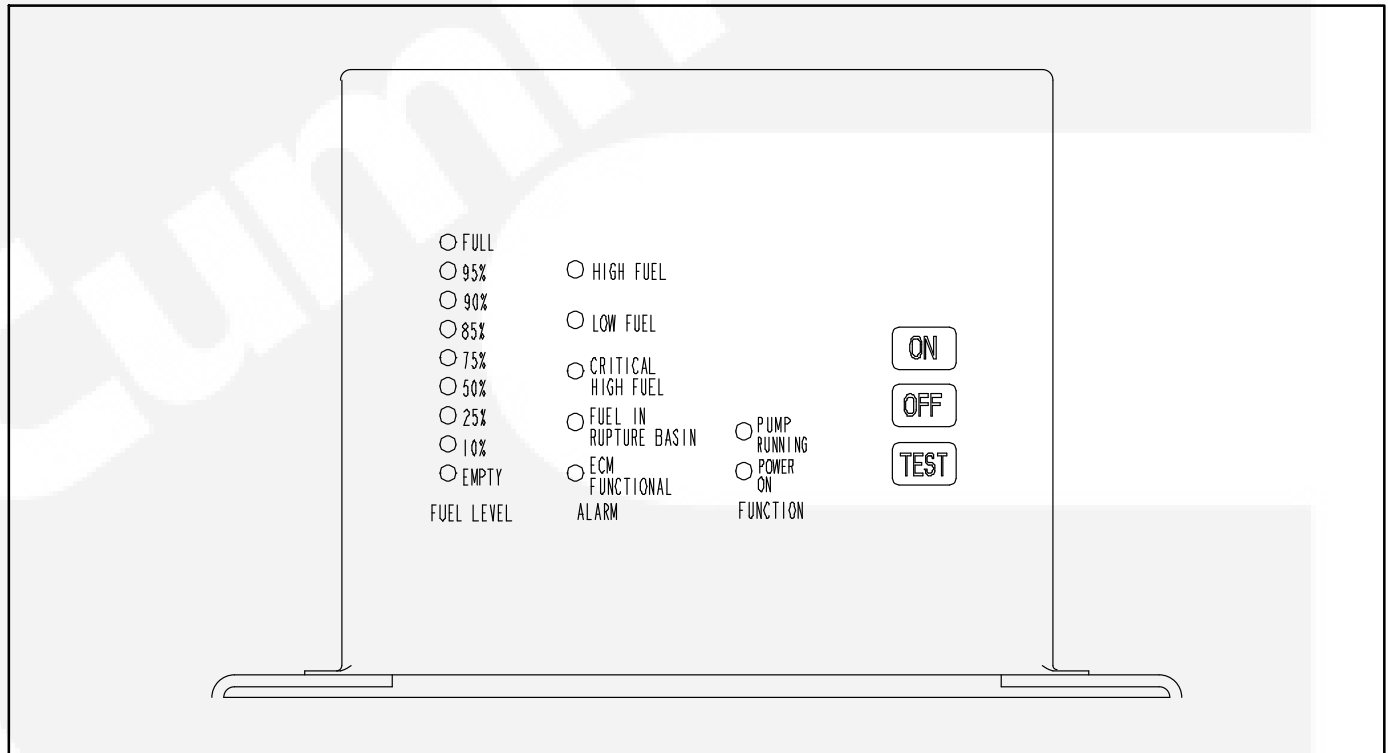 FULL
95%
90%
85%
75%
50%
25%
10%
EMPTY
FUEL LEVEL
HIGH FUEL
LOW FUEL
CRITICAL
HIGH FUEL
FUEL IN
RUPTURE BASIN
ECM
FUNCTIONAL
ALARM
PUMP
RUNNING
POWER
ON
FUNCTION
ON
OFF
TEST